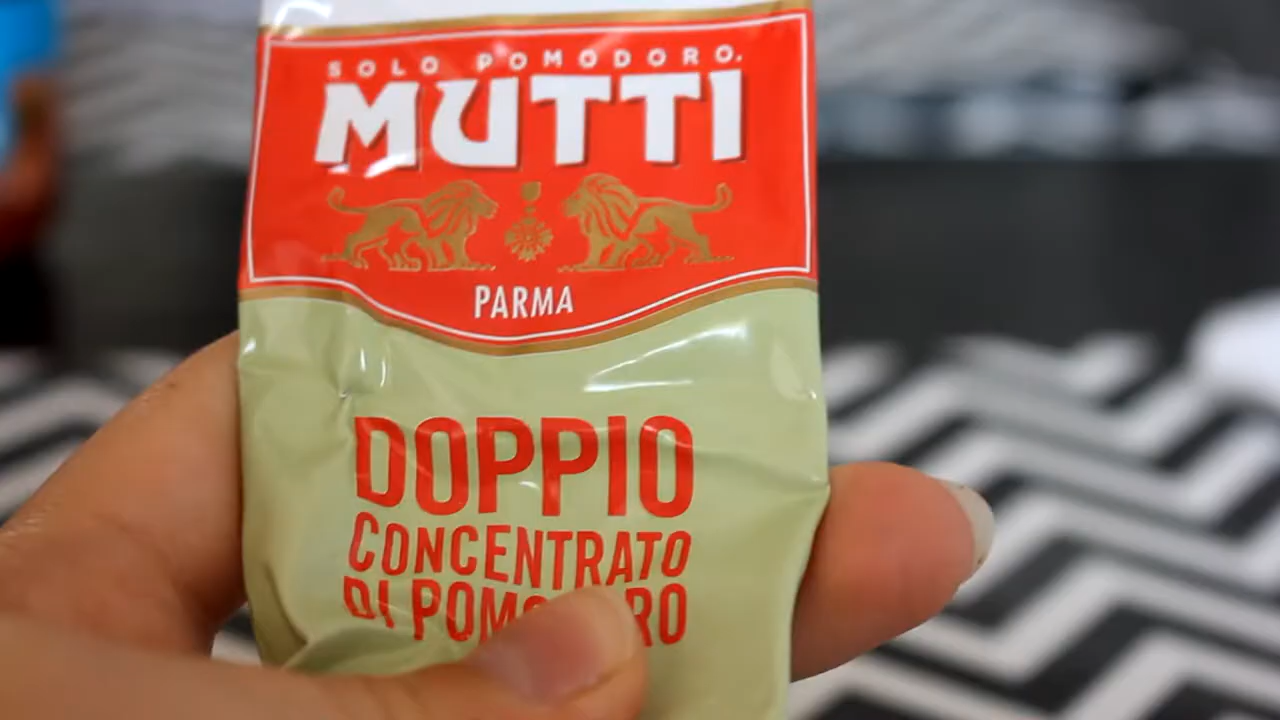 SOLO POMODORO.
MUTTI
PARMA
DOPPIO
CONCENTRATO
DI